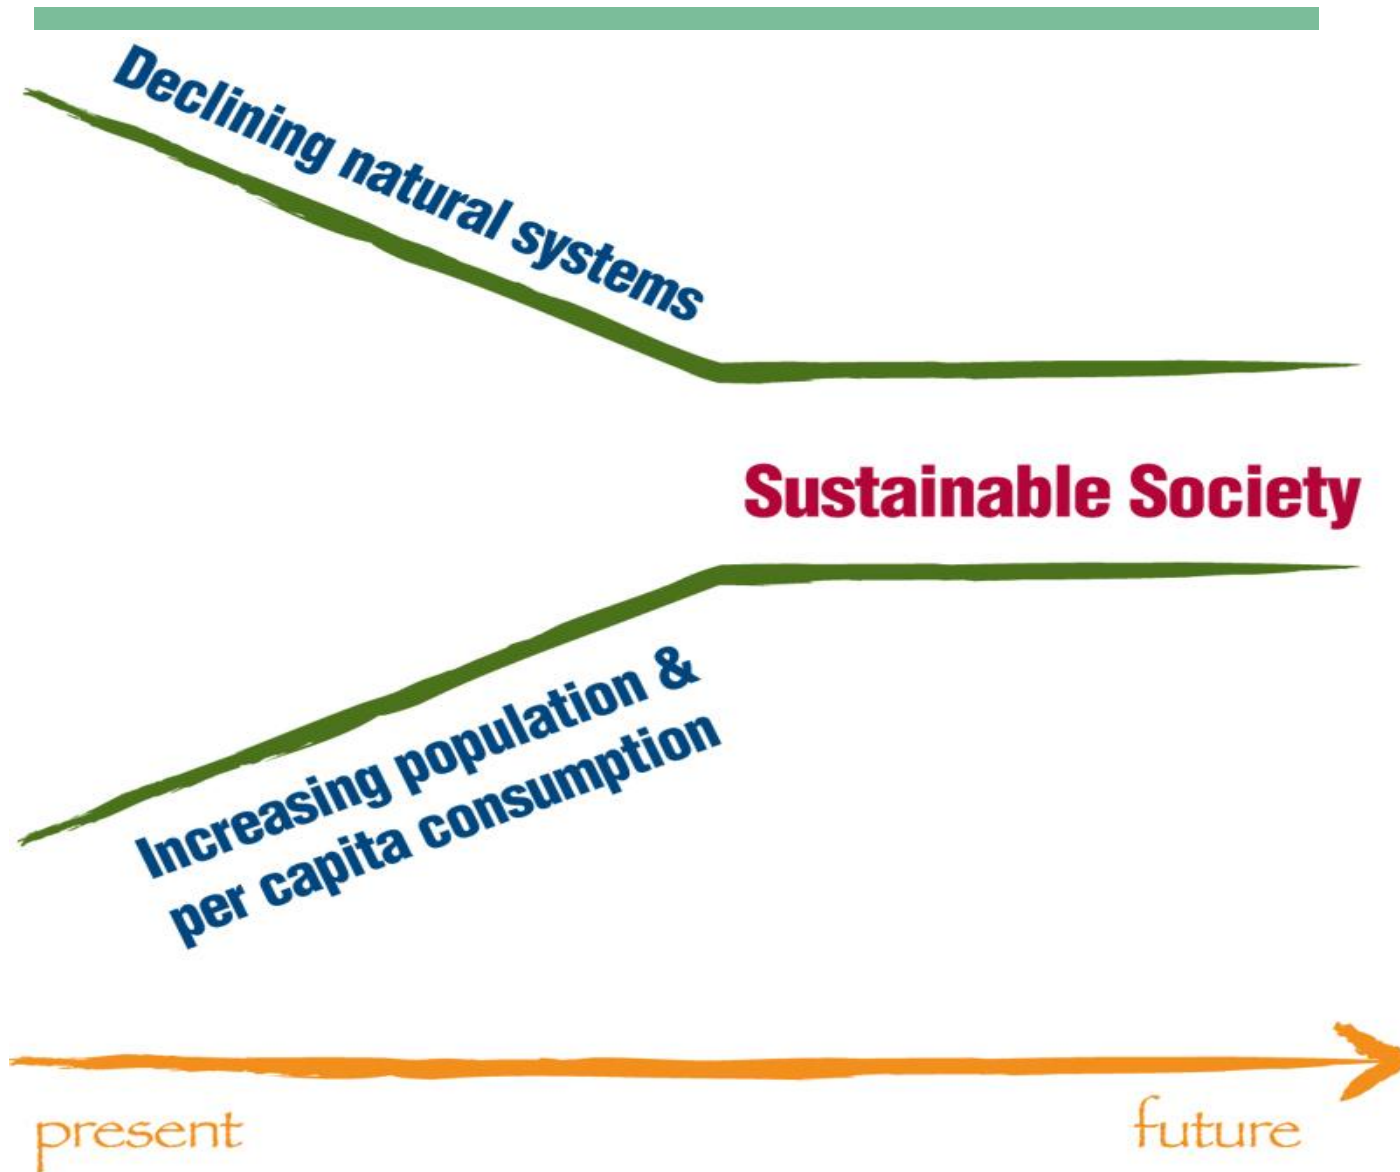 Declining natural systems
Sustainable Society
Increasing population &
per capita consumption
present
future